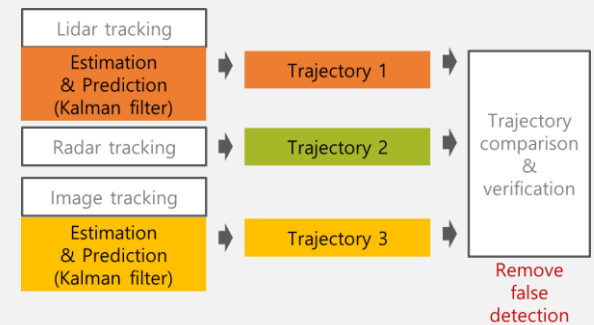 Lidar tracking
Estimation
& Prediction
(Kalman filter)
Trajectory 1
Radar tracking
Trajectory 2
Image tracking
Estimation
& Prediction
(Kalman filter)
Trajectory 3
Trajectory
comparison
&
verification
Remove
false
detection